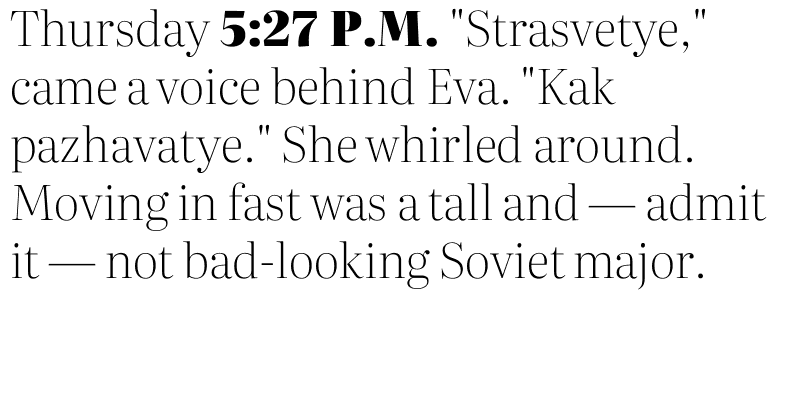 Thursday 5:27 P.M. "Strasvetye,"
came a voice behind Eva. "Kak
pazhavatye." She whirled around.
Moving in fast was a tall and — admit
it — not bad-looking Soviet major.